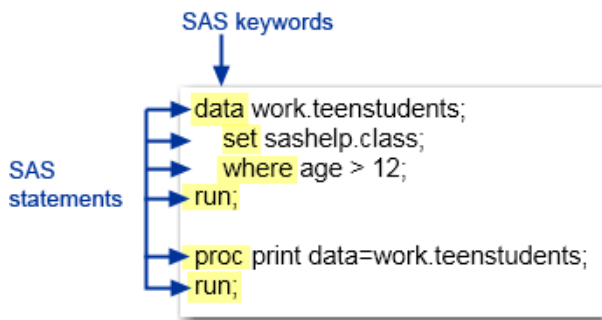 SAS keywords
data work.teenstudents;
set sashelp.class;
where age > 12;
run;
proc print data=work.teenstudents;
run;
SAS
statements